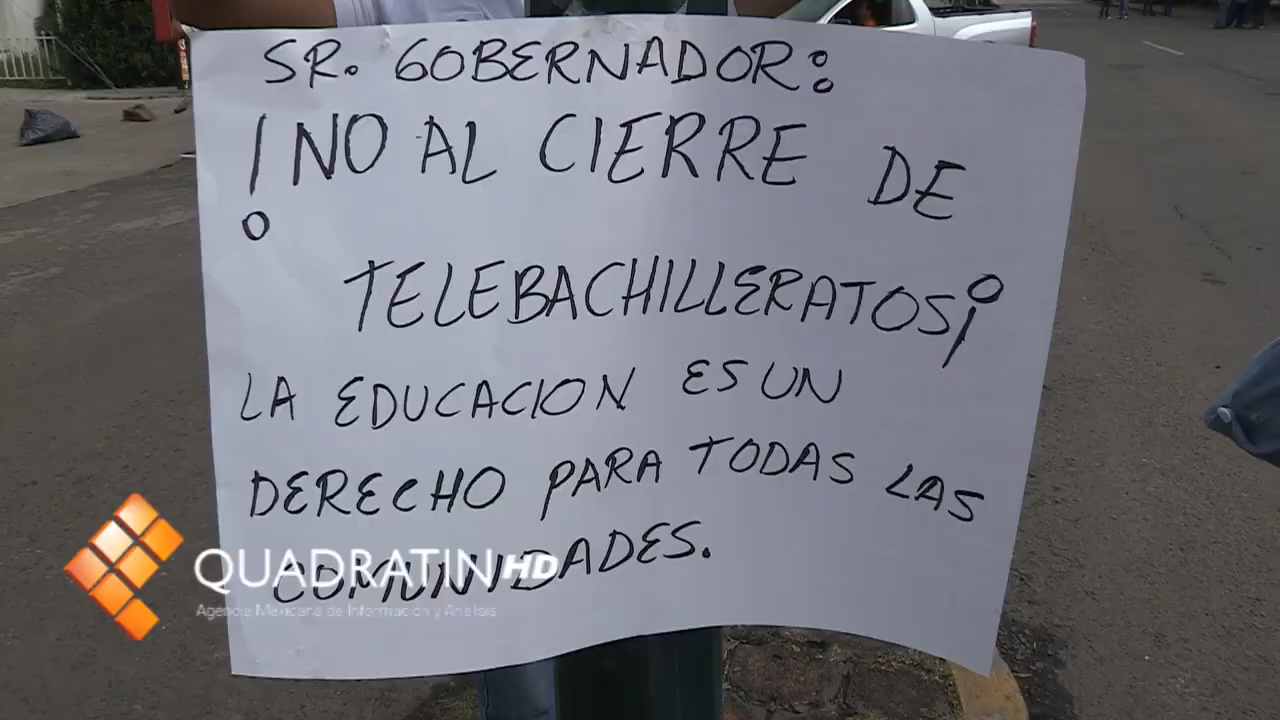 SR. GOBERNADOR:
!NO AL CIERRE DE
TELEBACHILLERATOS¡
LA EDUCACION ES UN
DERECHO PARA TODAS LAS
COMUNIDADES.
QUADRATIN HD
Agencia Mexicana de Información y Análisis